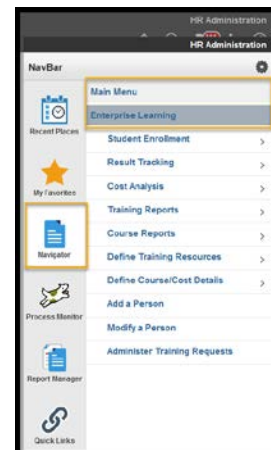 HR Administration
HR Administration
NavBar
Main Menu
Enterprise Learning
Recent Places
Student Enrollment
Result Tracking
My Favorites
Cost Analysis
Training Reports
Course Reports
Navigator
Define Training Resources
Define Course/Cost Details
Add a Person
Process Monitor
Modify a Person
Administer Training Requests
Report Manager
Quick Links